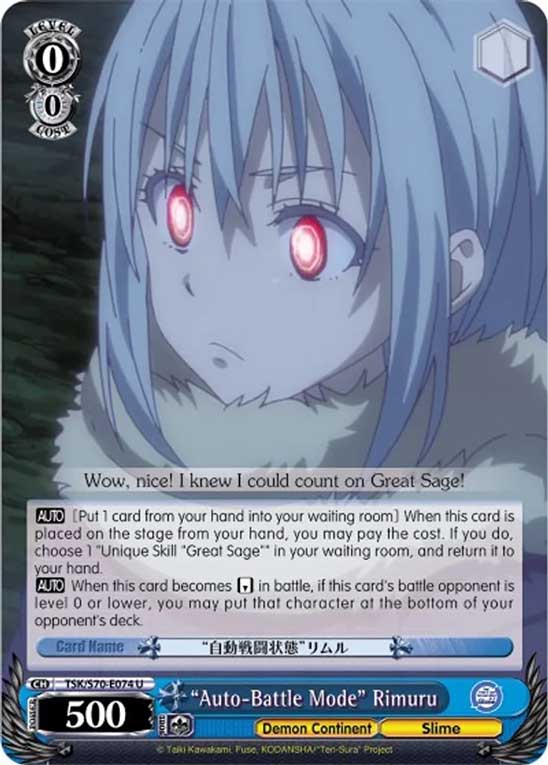 LEVEL
0
0
COST
Wow, nice! I knew I could count on Great Sage!
AUTO [Put 1 card from your hand into your waiting room] When this card is
placed on the stage from your hand, you may pay the cost. If you do,
choose 1 "Unique Skill "Great Sage"" in your waiting room, and return it to
your hand.
AUTO When this card becomes in battle, if this card's battle opponent is
level 0 or lower, you may put that character at the bottom of your
opponent's deck.
Card Name "自動戦闘状態"リムル
CH TSK/S70-E074 U
"Auto-Battle Mode" Rimuru
POWER 500 SOUL
Demon Continent Slime
© Taiki Kawakami, Fuse, KODANSHA/"Ten-Sura" Project